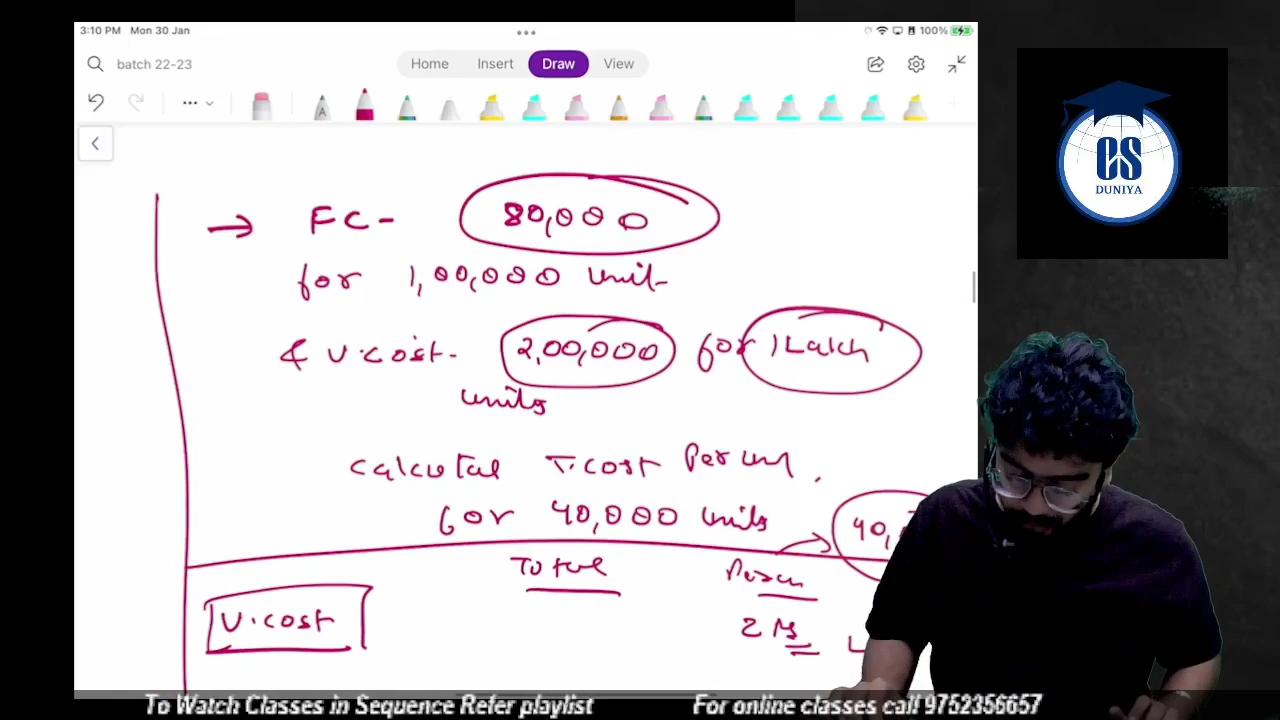 3:10 PM Mon 30 Jan
100%
batch 22-23
Home Insert Draw View
CS
DUNIYA
→ FC - 80,000
for 1,00,000 unit
& V.cost - 2,00,000 for 1 Lakh
units
T.cost Per unit,
for 40,000 units
40,
Total
V.cost
2 Rs
To Watch Classes in Sequence Refer playlist For online classes call 9752356657